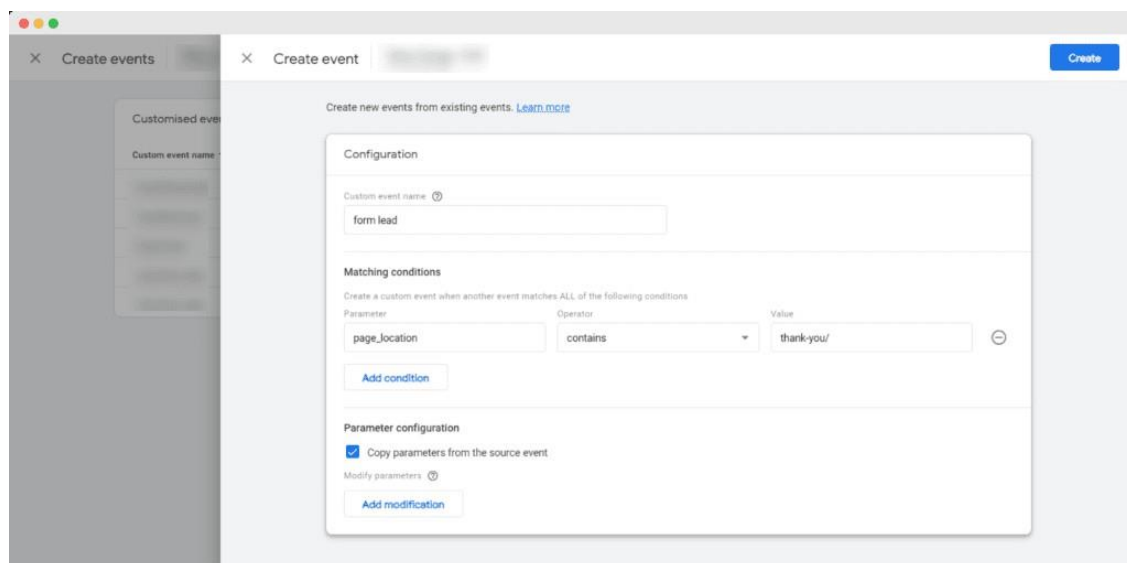 Create events
Create event
Create
Create new events from existing events. Learn more
Customised eve
Custom event name
Configuration
Custom event name
form lead
Matching conditions
Create a custom event when another event matches ALL of the following conditions
Parameter Operator Value
page_location contains thank-you/
Add condition
Parameter configuration
Copy parameters from the source event
Modify parameters
Add modification